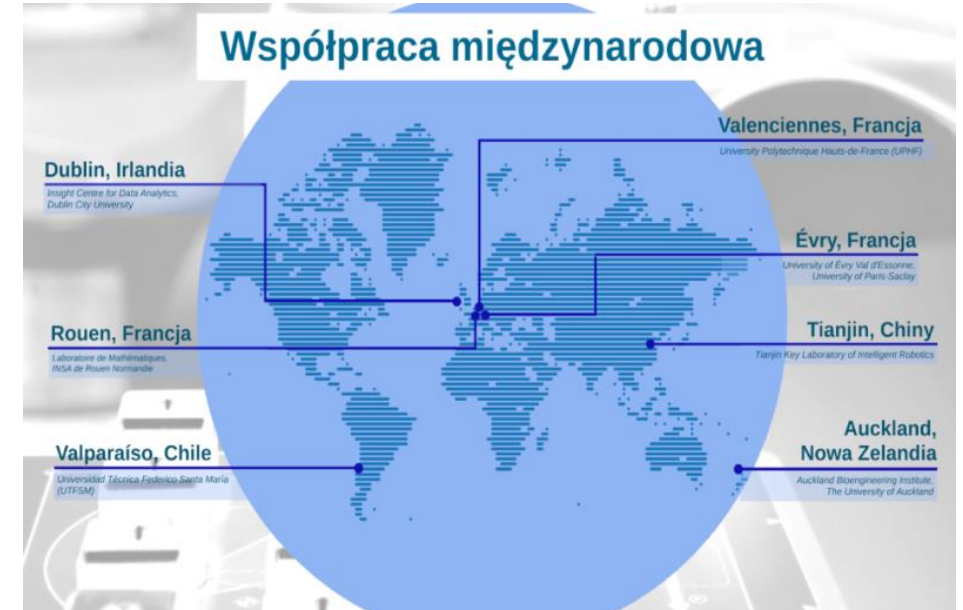 Współpraca międzynarodowa
Dublin, Irlandia
Insight Centre for Data Analytics,
Dublin City University
Rouen, Francja
Laboratoire de Mathématiques,
INSA de Rouen Normandie
Valparaíso, Chile
Universidad Técnica Federico Santa María
(UTFSM)
Valenciennes, Francja
University Polytechnique Hauts-de-France (UPHF)
Évry, Francja
University of Évry Val d'Essonne,
University of Paris-Saclay
Tianjin, Chiny
Tianjin Key Laboratory of Intelligent Robotics
Auckland,
Nowa Zelandia
Auckland Bioengineering Institute,
The University of Auckland